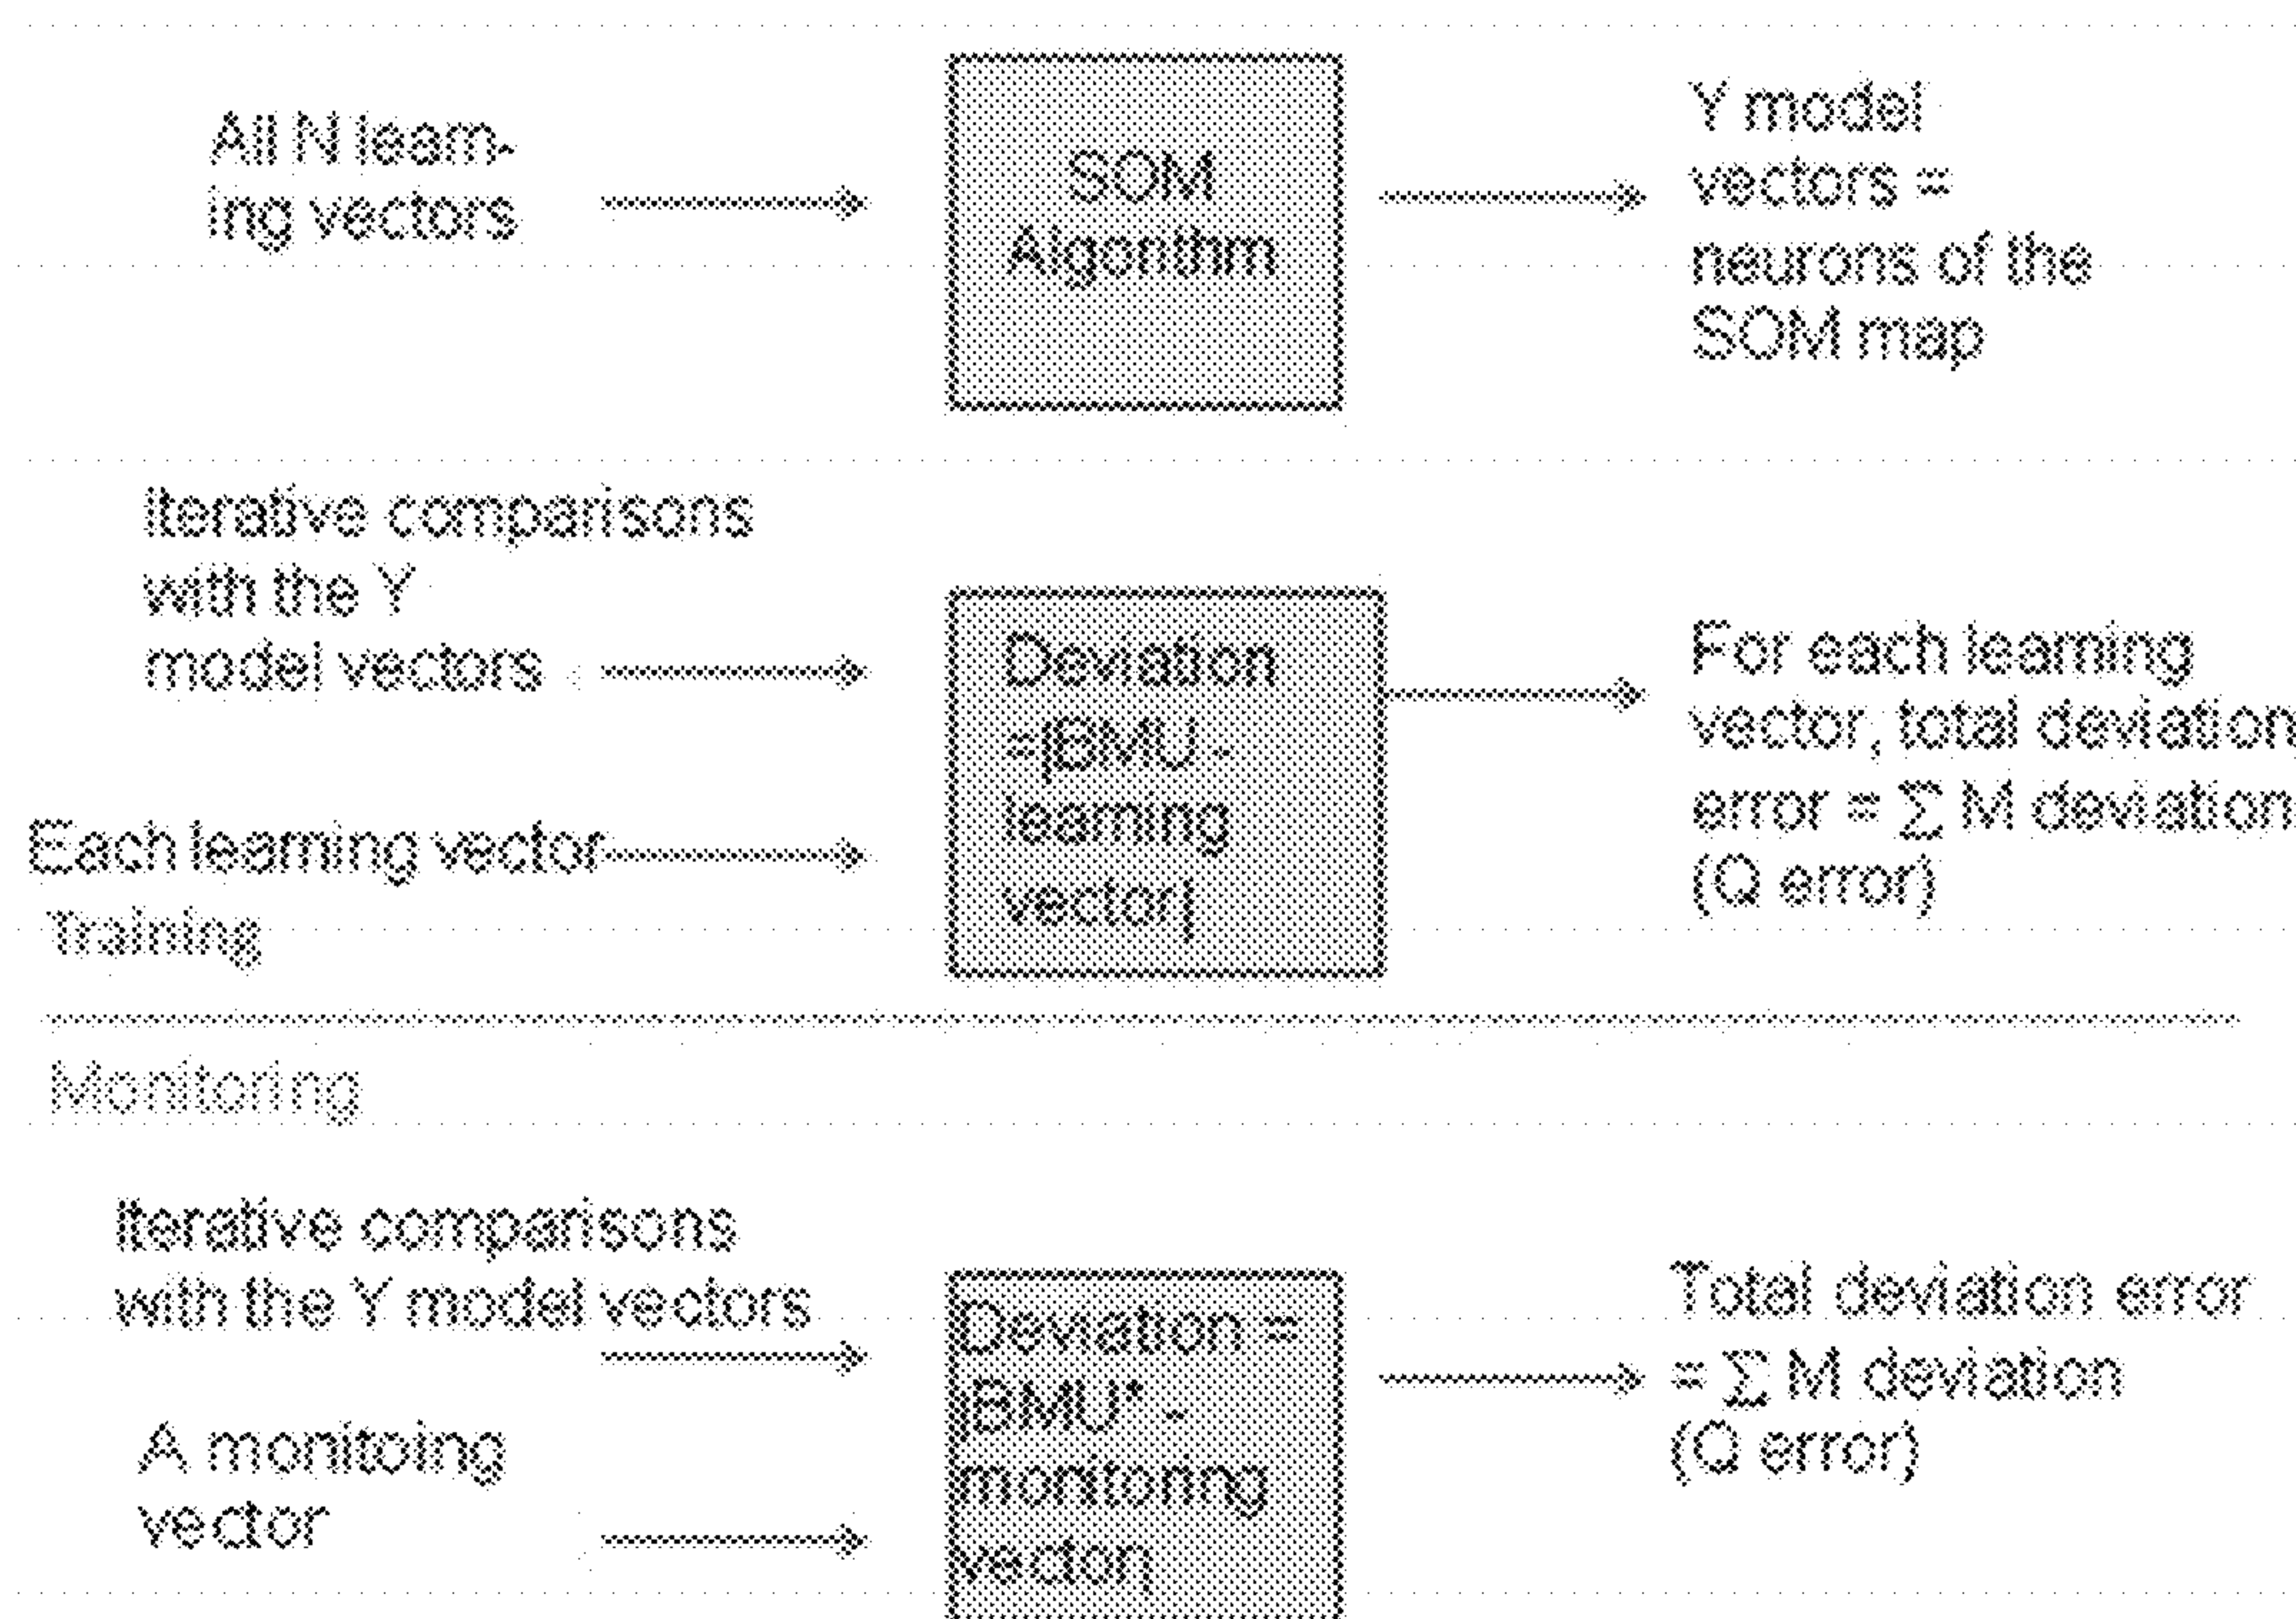 All N learn-
ing vectors
SOM
Algorithm
Y model
vectors =
neurons of the
SOM map
Iterative comparisons
with the Y
model vectors
Each learning vector
Deviation
=|BMU -
learning
vector|
For each learning
vector, total deviation
error = ∑ M deviation
(Q error)
Training
Monitoring
Iterative comparisons
with the Y model vectors
A monitoing
vector
Deviation =
|BMU* -
monitoring
vector|
Total deviation error
= ∑ M deviation
(Q error)